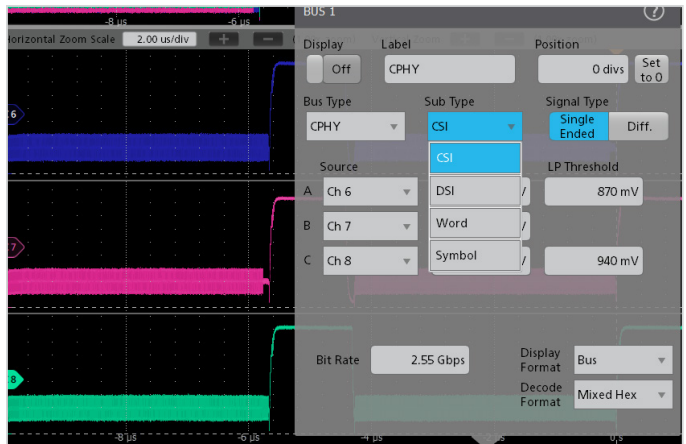 BUS 1
?
-8 µs -6 µs
Horizontal Zoom Scale 2.00 us/div + −
Display Label Position
Off CPHY 0 divs Set to 0
Bus Type Sub Type Signal Type
CPHY CSI Single Ended Diff.
CSI
Source LP Threshold
A Ch 6 DSI 870 mV
B Ch 7 Word
C Ch 8 Symbol 940 mV
Bit Rate 2.55 Gbps Display Format Bus
Decode Format Mixed Hex
-8 µs -6 µs -4 µs 0 s